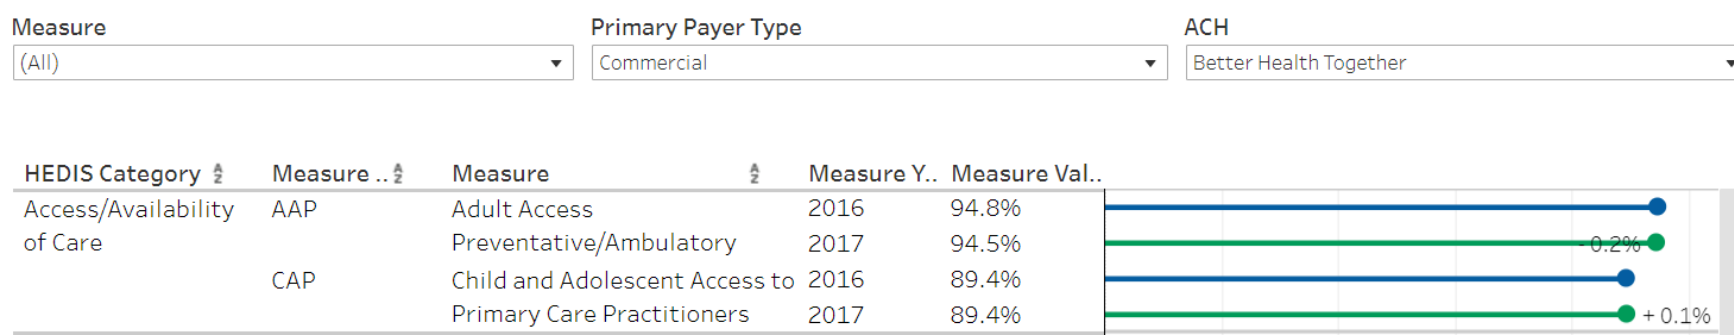 Measure Primary Payer Type ACH
(All) Commercial Better Health Together
HEDIS Category Measure .. Measure Measure Y.. Measure Val..
Access/Availability AAP Adult Access 2016 94.8%
of Care Preventative/Ambulatory 2017 94.5% - 0.2%
CAP Child and Adolescent Access to 2016 89.4%
Primary Care Practitioners 2017 89.4% + 0.1%